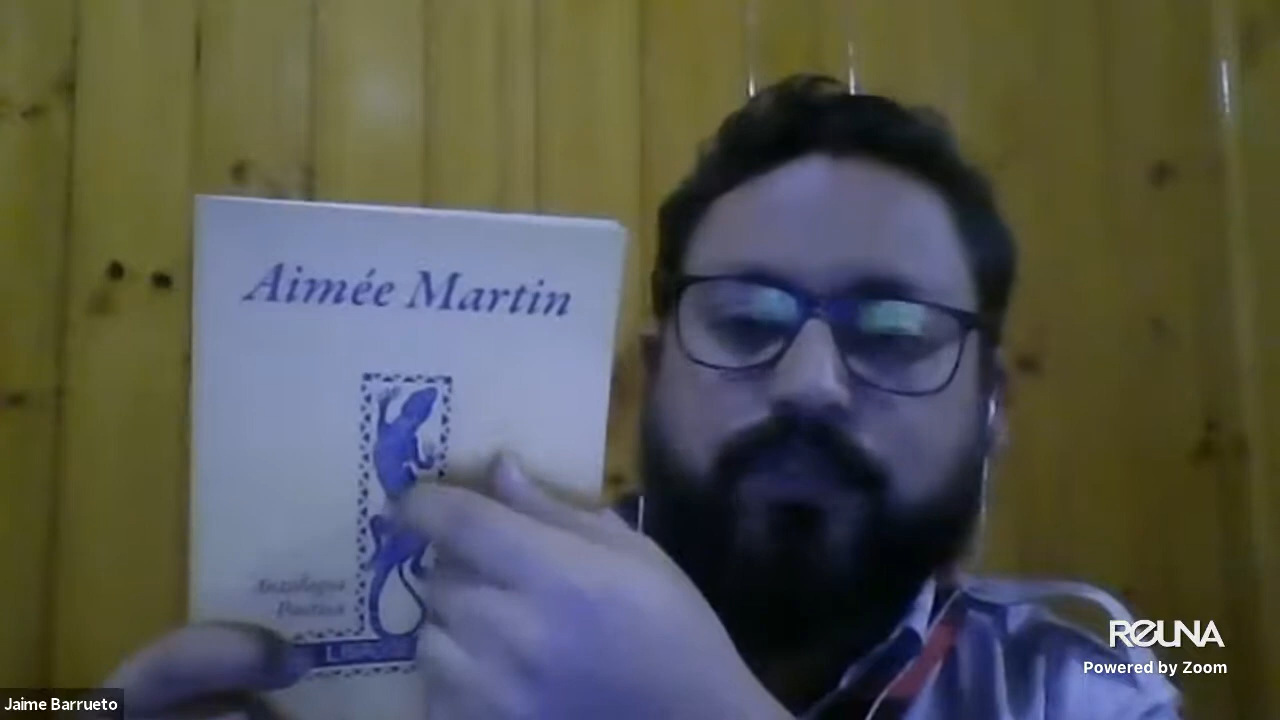 Aimée Martin
Antología
Poética
REUNA
Powered by Zoom
Jaime Barrueto